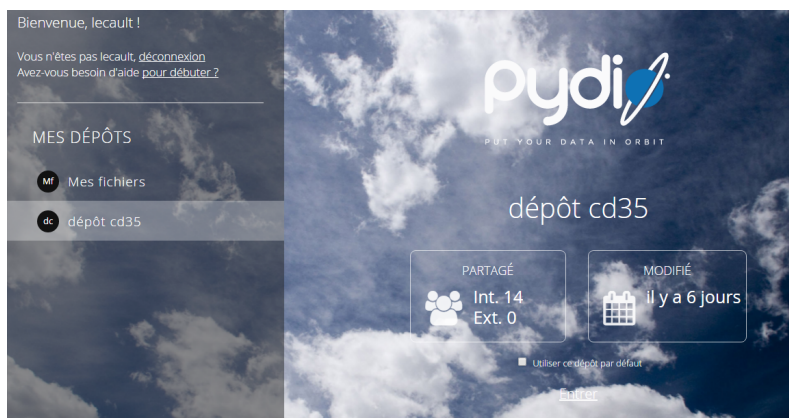 Bienvenue, lecault !
Vous n'êtes pas lecault, déconnexion
Avez-vous besoin d'aide pour débuter ?
MES DÉPÔTS
Mf Mes fichiers
dc dépôt cd35
pydio
PUT YOUR DATA IN ORBIT
dépôt cd35
PARTAGÉ
Int. 14
Ext. 0
MODIFIÉ
il y a 6 jours
Utiliser ce dépôt par défaut
Entrer